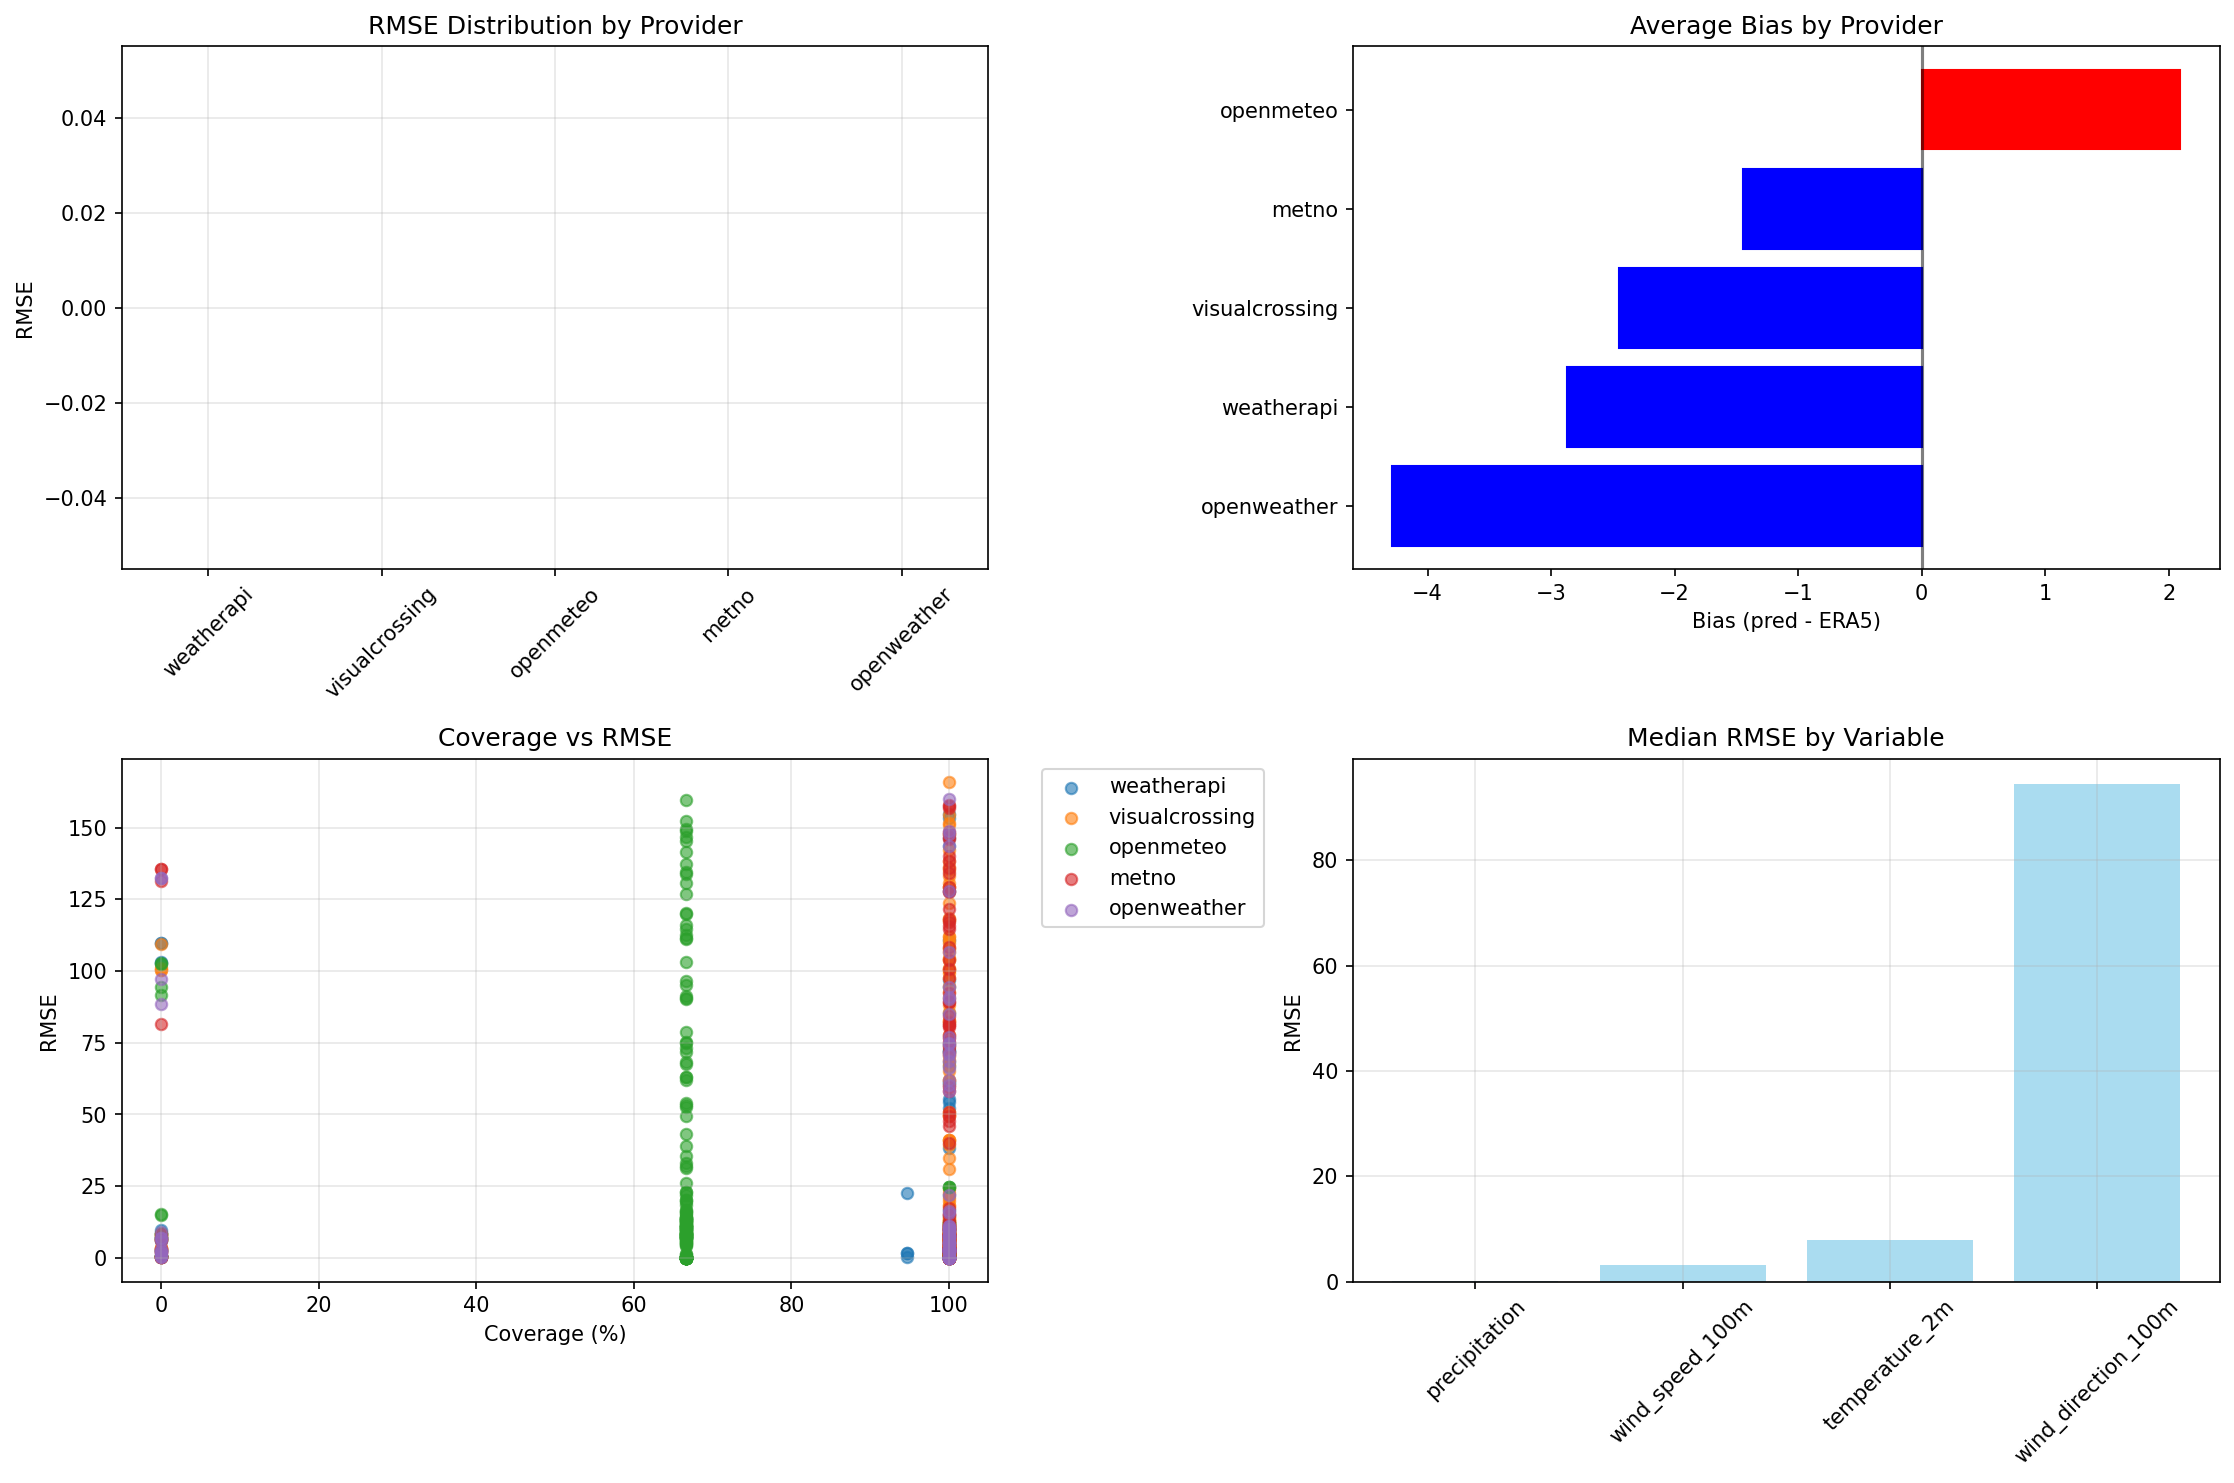 RMSE Distribution by Provider
RMSE
0.04
0.02
0.00
−0.02
−0.04
weatherapi
visualcrossing
openmeteo
metno
openweather
Average Bias by Provider
openmeteo
metno
visualcrossing
weatherapi
openweather
−4
−3
−2
−1
0
1
2
Bias (pred - ERA5)
Coverage vs RMSE
RMSE
150
125
100
75
50
25
0
0
20
40
60
80
100
Coverage (%)
weatherapi
visualcrossing
openmeteo
metno
openweather
Median RMSE by Variable
RMSE
80
60
40
20
0
precipitation
wind_speed_100m
temperature_2m
wind_direction_100m